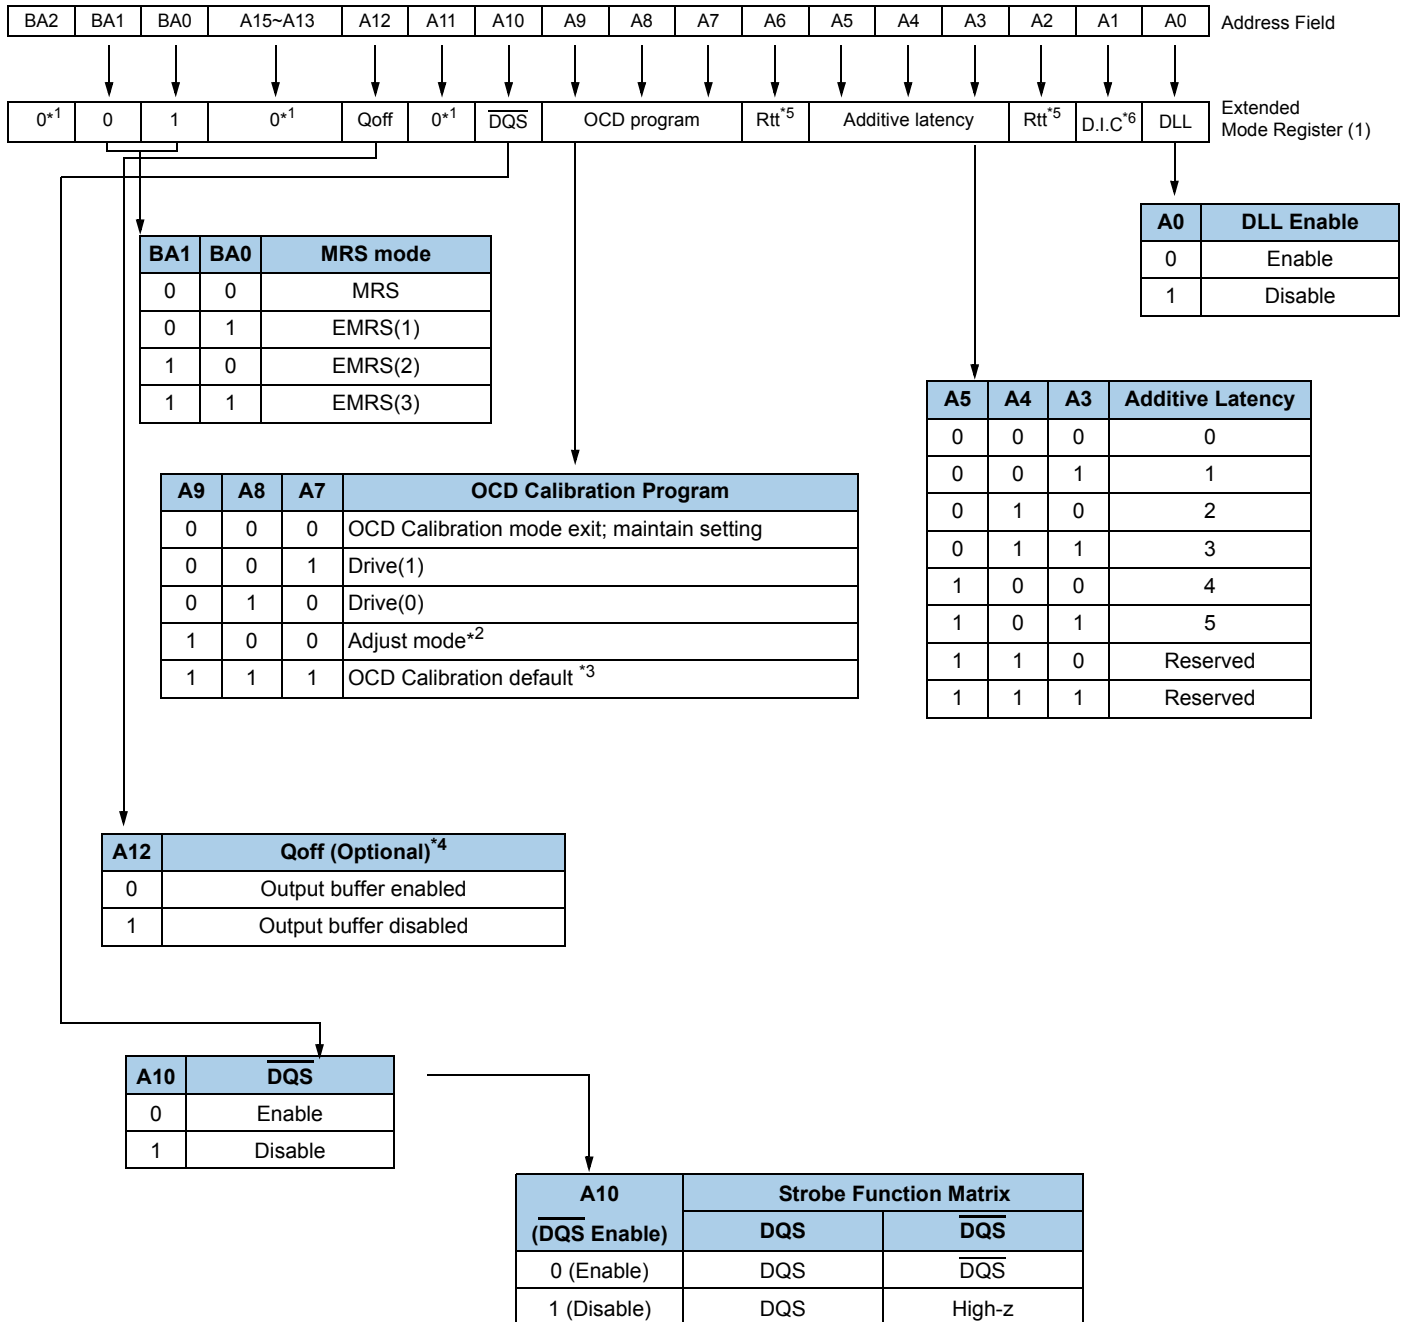 BA2 BA1 BA0 A15~A13 A12 A11 A10 A9 A8 A7 A6 A5 A4 A3 A2 A1 A0 Address Field
0*1 0 1 0*1 Qoff 0*1 D̅Q̅S̅ OCD program Rtt*5 Additive latency Rtt*5 D.I.C*6 DLL Extended
Mode Register (1)
A0 DLL Enable
0 Enable
1 Disable
BA1 BA0 MRS mode
0 0 MRS
0 1 EMRS(1)
1 0 EMRS(2)
1 1 EMRS(3)
A5 A4 A3 Additive Latency
0 0 0 0
0 0 1 1
0 1 0 2
0 1 1 3
1 0 0 4
1 0 1 5
1 1 0 Reserved
1 1 1 Reserved
A9 A8 A7 OCD Calibration Program
0 0 0 OCD Calibration mode exit; maintain setting
0 0 1 Drive(1)
0 1 0 Drive(0)
1 0 0 Adjust mode*2
1 1 1 OCD Calibration default *3
A12 Qoff (Optional)*4
0 Output buffer enabled
1 Output buffer disabled
A10 D̅Q̅S̅
0 Enable
1 Disable
A10 Strobe Function Matrix
(D̅Q̅S̅ Enable) DQS D̅Q̅S̅
0 (Enable) DQS D̅Q̅S̅
1 (Disable) DQS High-z